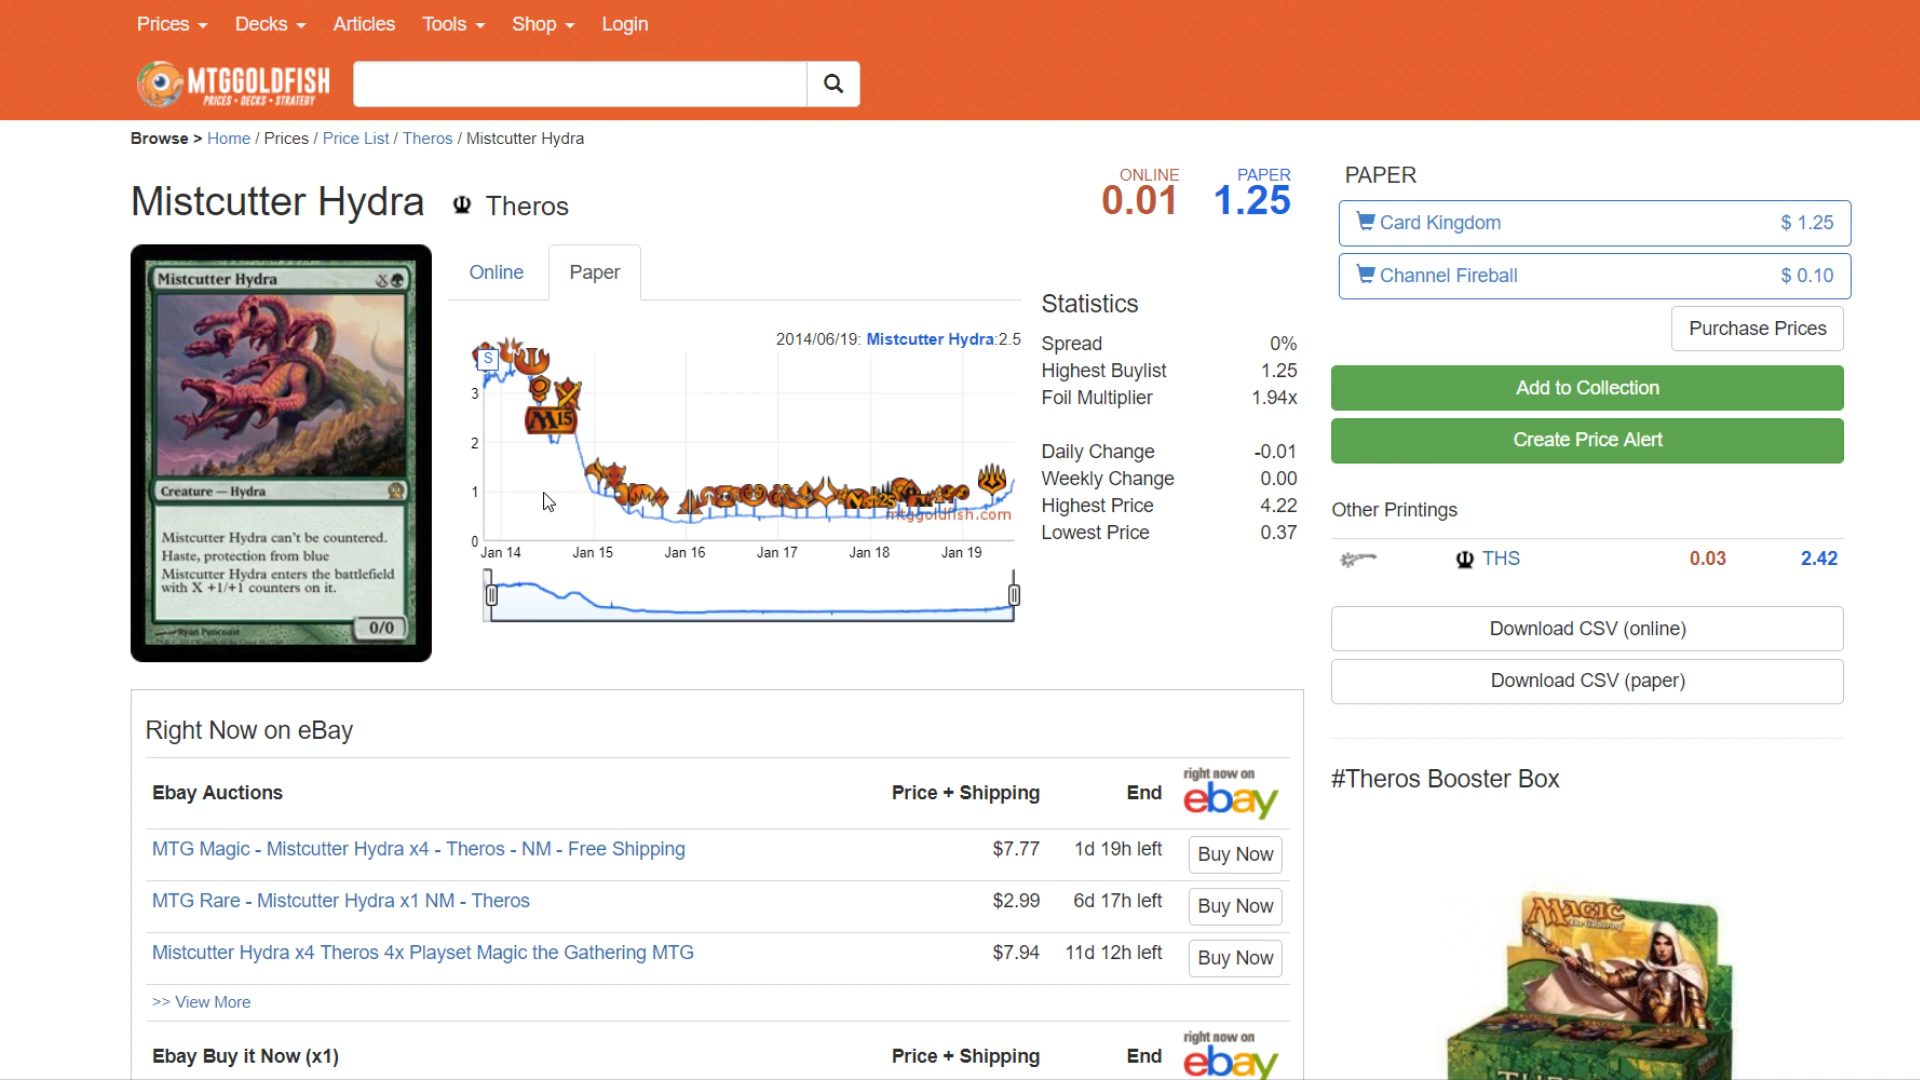 Prices Decks Articles Tools Shop Login
MTGGOLDFISH
PRICES • DECKS • STRATEGY
Browse > Home / Prices / Price List / Theros / Mistcutter Hydra
Mistcutter Hydra Theros
ONLINE PAPER
0.01 1.25
Mistcutter Hydra X
Creature — Hydra
Mistcutter Hydra can't be countered.
Haste, protection from blue
Mistcutter Hydra enters the battlefield
with X +1/+1 counters on it.
Ryan Pancoast
0/0
Online Paper
2014/06/19: Mistcutter Hydra:2.5
S
M15
3
2
1
0
mtggoldfish.com
Jan 14 Jan 15 Jan 16 Jan 17 Jan 18 Jan 19
Statistics
Spread 0%
Highest Buylist 1.25
Foil Multiplier 1.94x
Daily Change -0.01
Weekly Change 0.00
Highest Price 4.22
Lowest Price 0.37
PAPER
Card Kingdom $ 1.25
Channel Fireball $ 0.10
Purchase Prices
Add to Collection
Create Price Alert
Other Printings
THS 0.03 2.42
Download CSV (online)
Download CSV (paper)
#Theros Booster Box
MAGIC
The Gathering
Right Now on eBay
Ebay Auctions Price + Shipping End right now on ebay
MTG Magic - Mistcutter Hydra x4 - Theros - NM - Free Shipping $7.77 1d 19h left Buy Now
MTG Rare - Mistcutter Hydra x1 NM - Theros $2.99 6d 17h left Buy Now
Mistcutter Hydra x4 Theros 4x Playset Magic the Gathering MTG $7.94 11d 12h left Buy Now
>> View More
Ebay Buy it Now (x1) Price + Shipping End right now on ebay